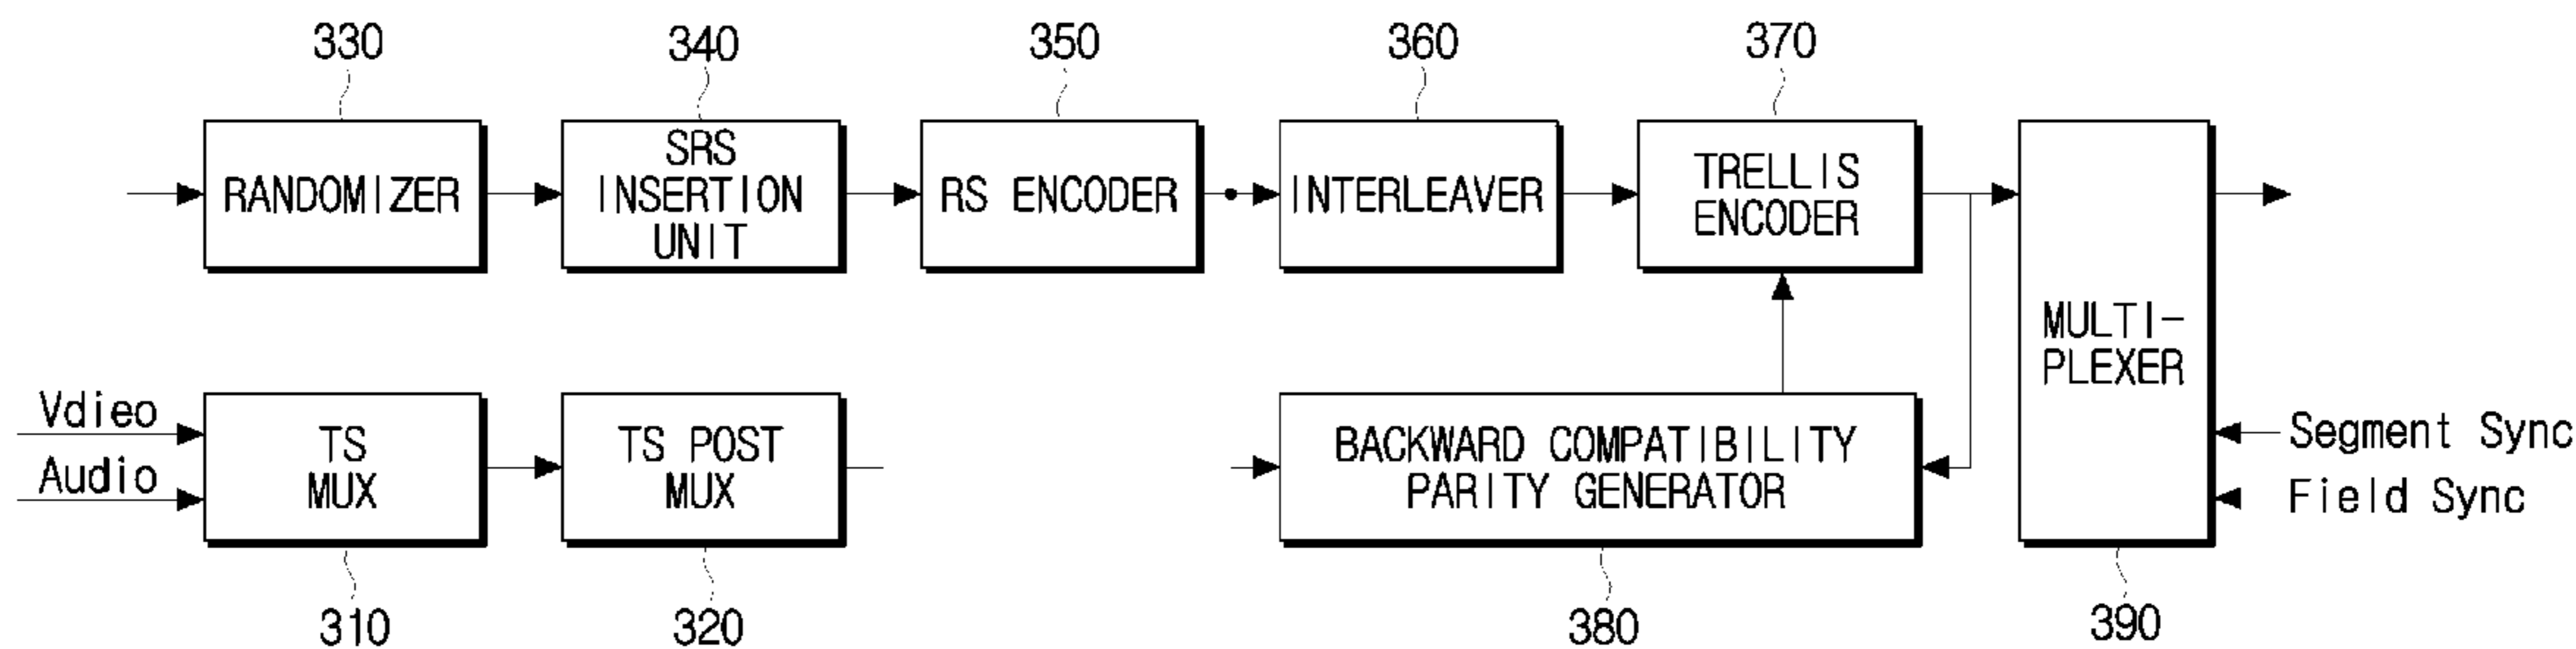 330
340
350
360
370
RANDOMIZER
SRS
INSERTION
UNIT
RS ENCODER
INTERLEAVER
TRELLIS
ENCODER
MULTI-
PLEXER
Vdieo
Audio
TS
MUX
TS POST
MUX
BACKWARD COMPATIBILITY
PARITY GENERATOR
Segment Sync
Field Sync
310
320
380
390